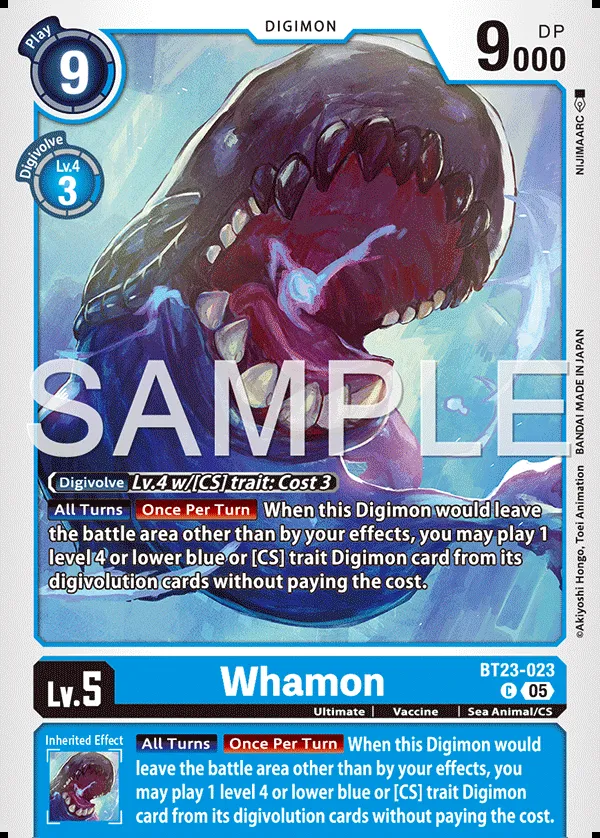 DIGIMON
Play
9
DP
9000
Digivolve
Lv.4
3
NIJIMAARC
SAMPLE
©Akiyoshi Hongo, Toei Animation BANDAI MADE IN JAPAN
Digivolve Lv.4 w/[CS] trait: Cost 3
All Turns Once Per Turn When this Digimon would leave
the battle area other than by your effects, you may play 1
level 4 or lower blue or [CS] trait Digimon card from its
digivolution cards without paying the cost.
Lv.5
Whamon
BT23-023
C 05
Ultimate | Vaccine | Sea Animal/CS
Inherited Effect
All Turns Once Per Turn When this Digimon would
leave the battle area other than by your effects, you
may play 1 level 4 or lower blue or [CS] trait Digimon
card from its digivolution cards without paying the cost.